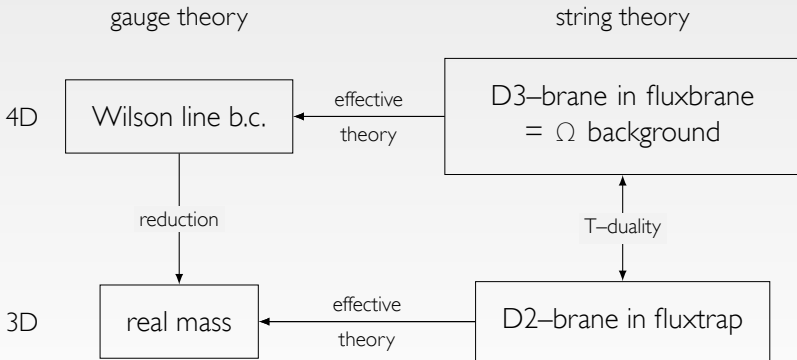 gauge theory
string theory
4D
Wilson line b.c.
effective
theory
D3–brane in fluxbrane
= Ω background
reduction
T–duality
3D
real mass
effective
theory
D2–brane in fluxtrap